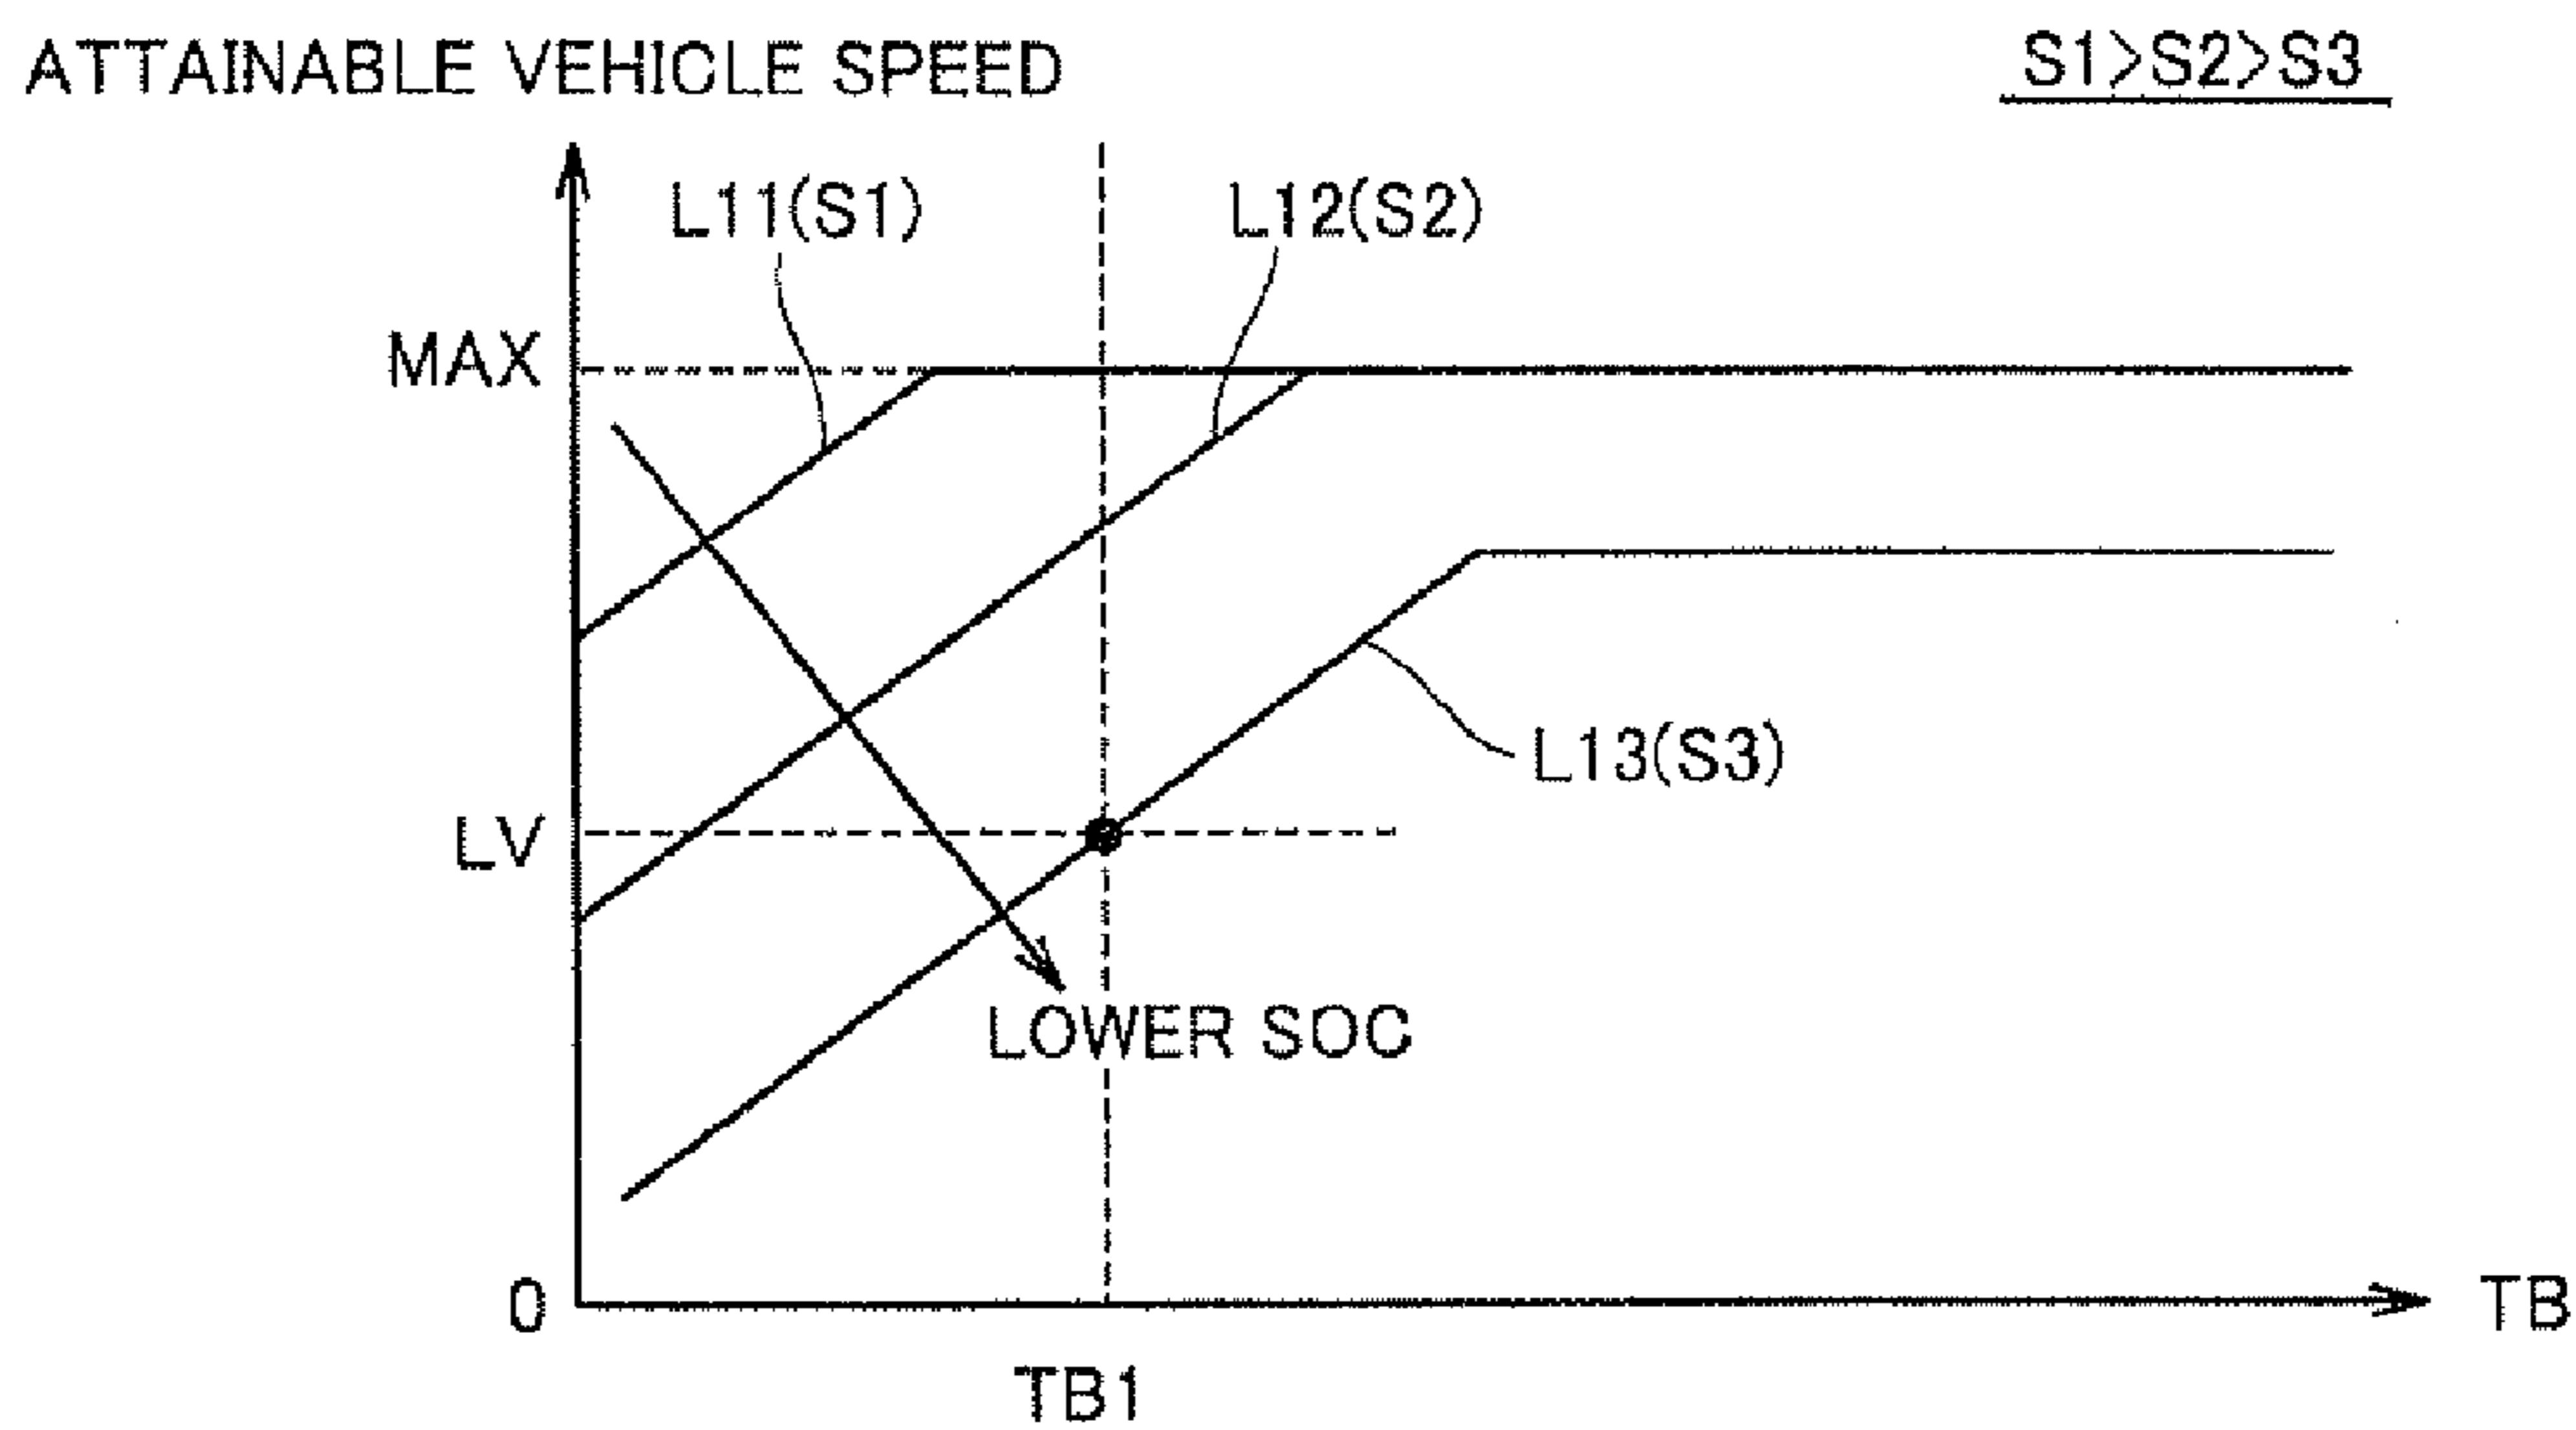 ATTAINABLE VEHICLE SPEED
S1>S2>S3
L11(S1)
L12(S2)
MAX
L13(S3)
LV
LOWER SOC
0
TB
TB1